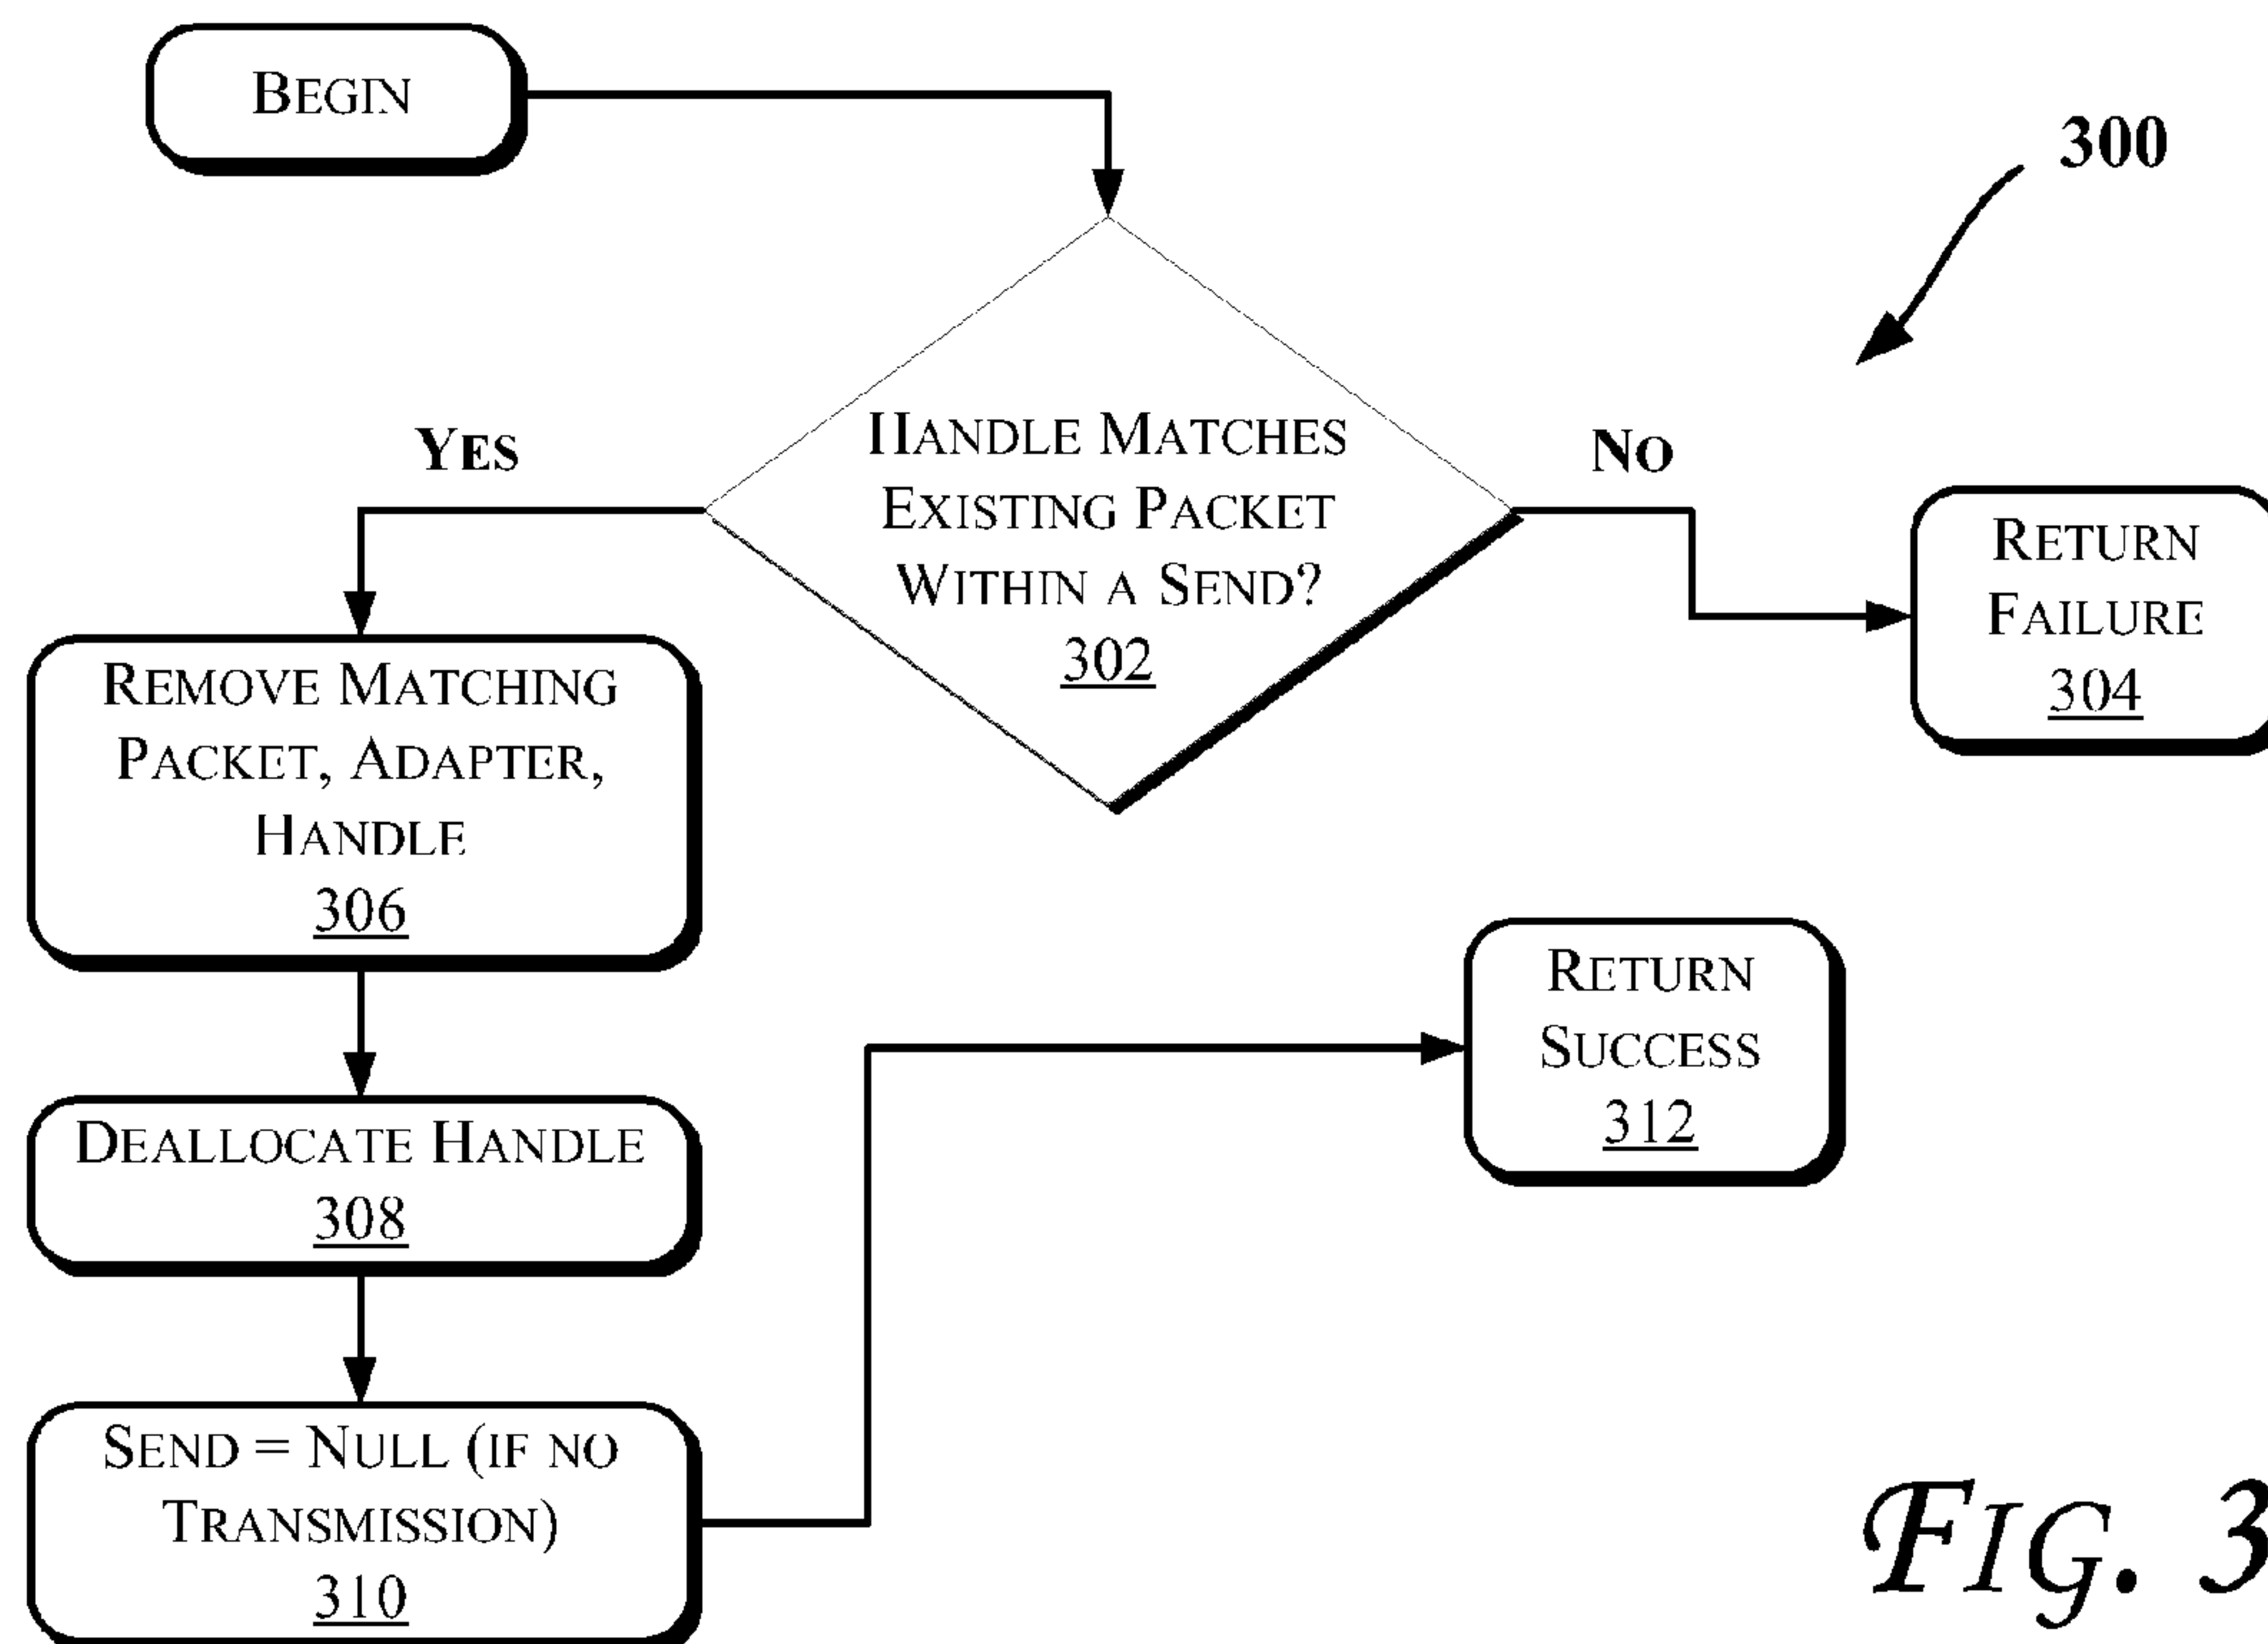 BEGIN
300
HANDLE MATCHES
EXISTING PACKET
WITHIN A SEND?
302
YES
NO
RETURN
FAILURE
304
REMOVE MATCHING
PACKET, ADAPTER,
HANDLE
306
RETURN
SUCCESS
312
DEALLOCATE HANDLE
308
SEND = NULL (IF NO
TRANSMISSION)
310
FIG. 3